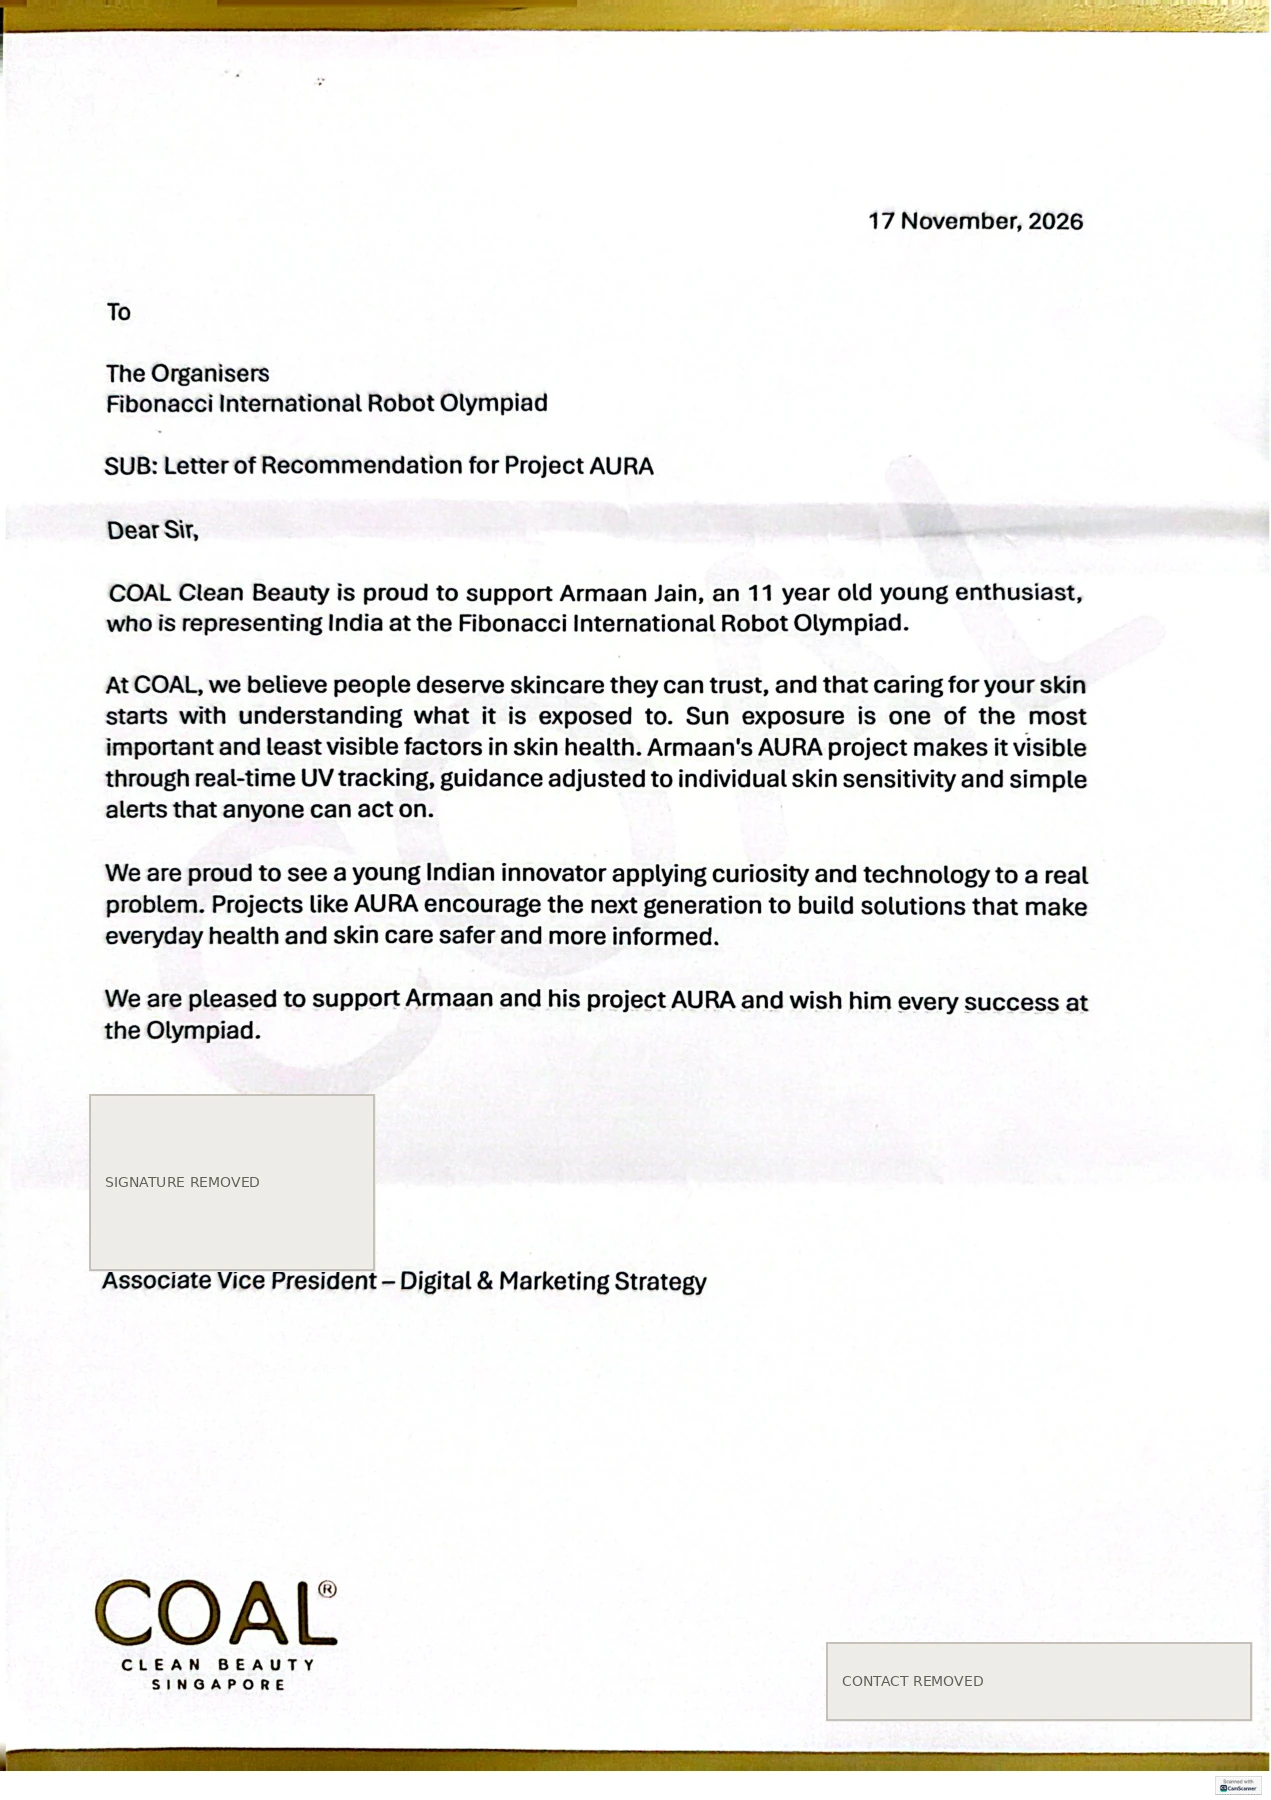 17 November, 2026
To
The Organisers
Fibonacci International Robot Olympiad
SUB: Letter of Recommendation for Project AURA
Dear Sir,
COAL Clean Beauty is proud to support Armaan Jain, an 11 year old young enthusiast,
who is representing India at the Fibonacci International Robot Olympiad.
At COAL, we believe people deserve skincare they can trust, and that caring for your skin
starts with understanding what it is exposed to. Sun exposure is one of the most
important and least visible factors in skin health. Armaan's AURA project makes it visible
through real-time UV tracking, guidance adjusted to individual skin sensitivity and simple
alerts that anyone can act on.
We are proud to see a young Indian innovator applying curiosity and technology to a real
problem. Projects like AURA encourage the next generation to build solutions that make
everyday health and skin care safer and more informed.
We are pleased to support Armaan and his project AURA and wish him every success at
the Olympiad.
SIGNATURE REMOVED
Associate Vice President – Digital & Marketing Strategy
COAL®
CLEAN BEAUTY
SINGAPORE
CONTACT REMOVED
Scanned with
CamScanner